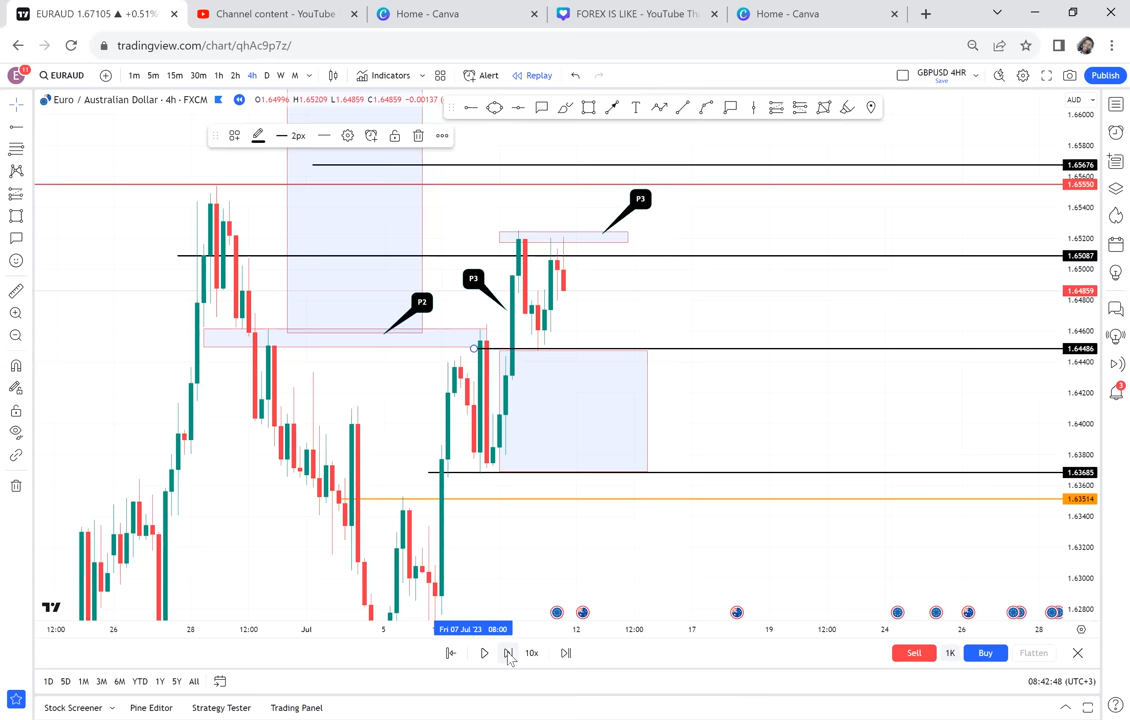 EURAUD 1.67105 ▲ +0.51%
Channel content - YouTube
Home - Canva
FOREX IS LIKE - YouTube Th
Home - Canva
tradingview.com/chart/qhAc9p7z/
E 11 EURAUD 1m 5m 15m 30m 1h 2h 4h D W M Indicators Alert Replay GBPUSD 4HR Save Publish
Euro / Australian Dollar · 4h · FXCM O1.64996 H1.65209 L1.64859 C1.64859 −0.00137
AUD
2px
1.66000
1.65800
1.65676
1.65600
1.65550
1.65400
P3
1.65200
1.65087
1.65000
P3
1.64859
1.64800
P2
1.64600
1.64486
1.64200
1.64000
1.63800
1.63685
1.63600
1.63514
1.63400
1.63200
1.63000
1.62800
3
12:00 26 28 12:00 Jul 5 Fri 07 Jul '23 08:00 12 12:00 17 19 12:00 24 26 28
10x Sell 1K Buy Flatten
1D 5D 1M 3M 6M YTD 1Y 5Y All 08:42:48 (UTC+3)
Stock Screener Pine Editor Strategy Tester Trading Panel